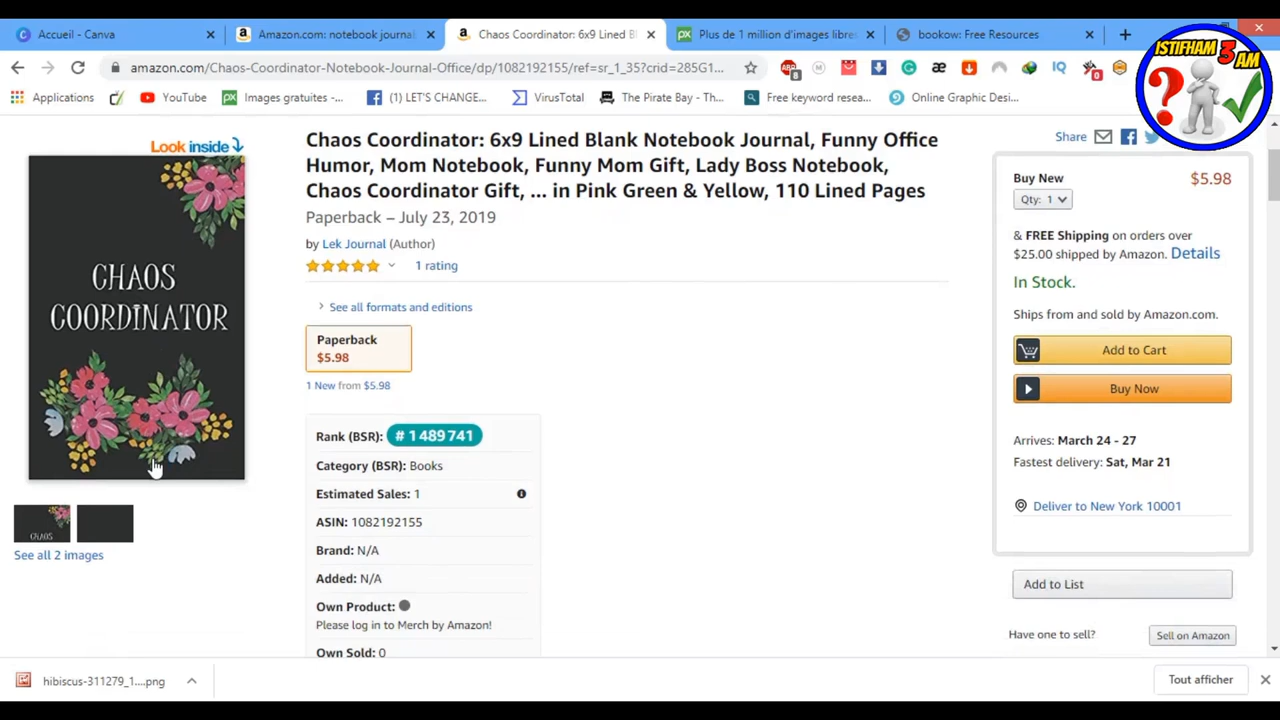 Accueil - Canva
Amazon.com: notebook journal
Chaos Coordinator: 6x9 Lined B
Plus de 1 million d'images libres
bookow: Free Resources
amazon.com/Chaos-Coordinator-Notebook-Journal-Office/dp/1082192155/ref=sr_1_35?crid=285G1...
ISTIFHAM 3 AM
Applications
YouTube
Images gratuites -...
(1) LET'S CHANGE...
VirusTotal
The Pirate Bay - Th...
Free keyword resea...
Online Graphic Desi...
Look inside
CHAOS
COORDINATOR
See all 2 images
Chaos Coordinator: 6x9 Lined Blank Notebook Journal, Funny Office
Humor, Mom Notebook, Funny Mom Gift, Lady Boss Notebook,
Chaos Coordinator Gift, ... in Pink Green & Yellow, 110 Lined Pages
Paperback – July 23, 2019
by Lek Journal (Author)
1 rating
See all formats and editions
Paperback
$5.98
1 New from $5.98
Rank (BSR): # 1 489 741
Category (BSR): Books
Estimated Sales: 1
ASIN: 1082192155
Brand: N/A
Added: N/A
Own Product:
Please log in to Merch by Amazon!
Own Sold: 0
Share
Buy New $5.98
Qty: 1
& FREE Shipping on orders over
$25.00 shipped by Amazon. Details
In Stock.
Ships from and sold by Amazon.com.
Add to Cart
Buy Now
Arrives: March 24 - 27
Fastest delivery: Sat, Mar 21
Deliver to New York 10001
Add to List
Have one to sell? Sell on Amazon
hibiscus-311279_1....png
Tout afficher